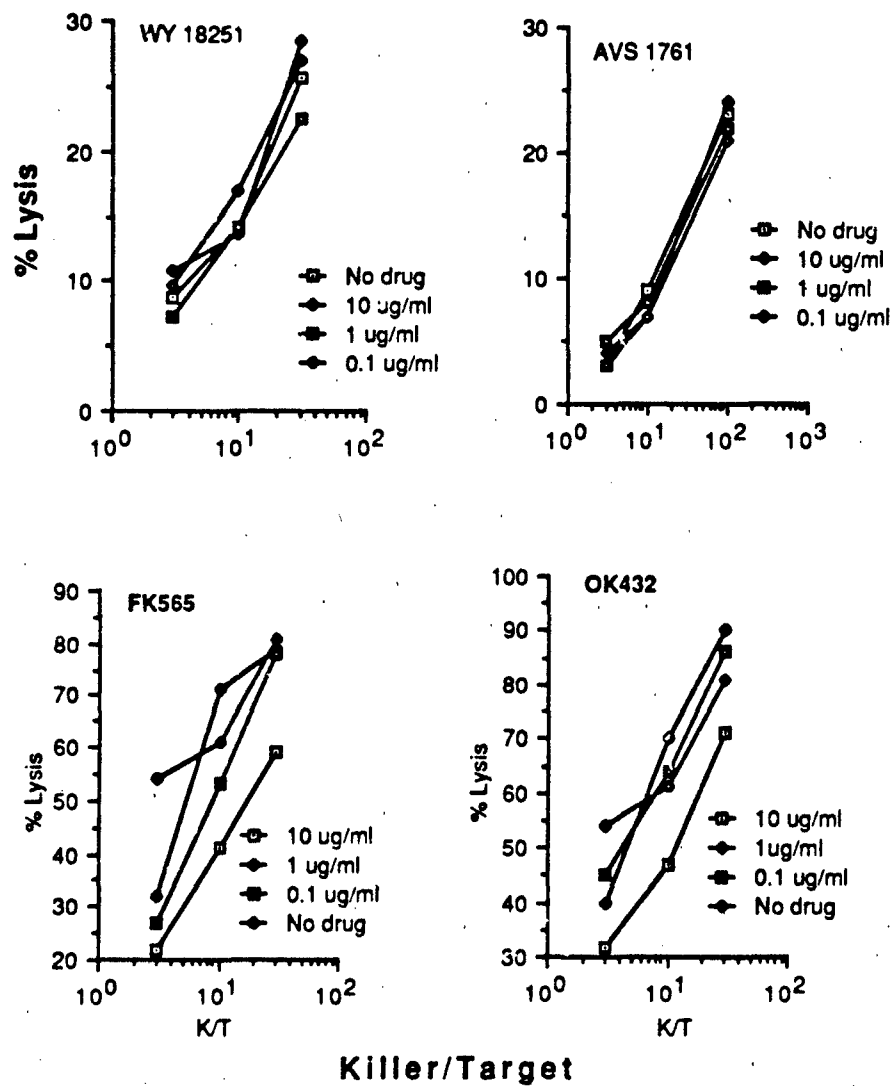 WY 18251
% Lysis
30
20
10
0
No drug
10 ug/ml
1 ug/ml
0.1 ug/ml
10^0
10^1
10^2
AVS 1761
30
20
10
0
No drug
10 ug/ml
1 ug/ml
0.1 ug/ml
10^0
10^1
10^2
10^3
FK565
% Lysis
90
80
70
60
50
40
30
20
10 ug/ml
1 ug/ml
0.1 ug/ml
No drug
10^0
10^1
10^2
K/T
OK432
% Lysis
100
90
80
70
60
50
40
30
10 ug/ml
1ug/ml
0.1 ug/ml
No drug
10^0
10^1
10^2
K/T
Killer/Target